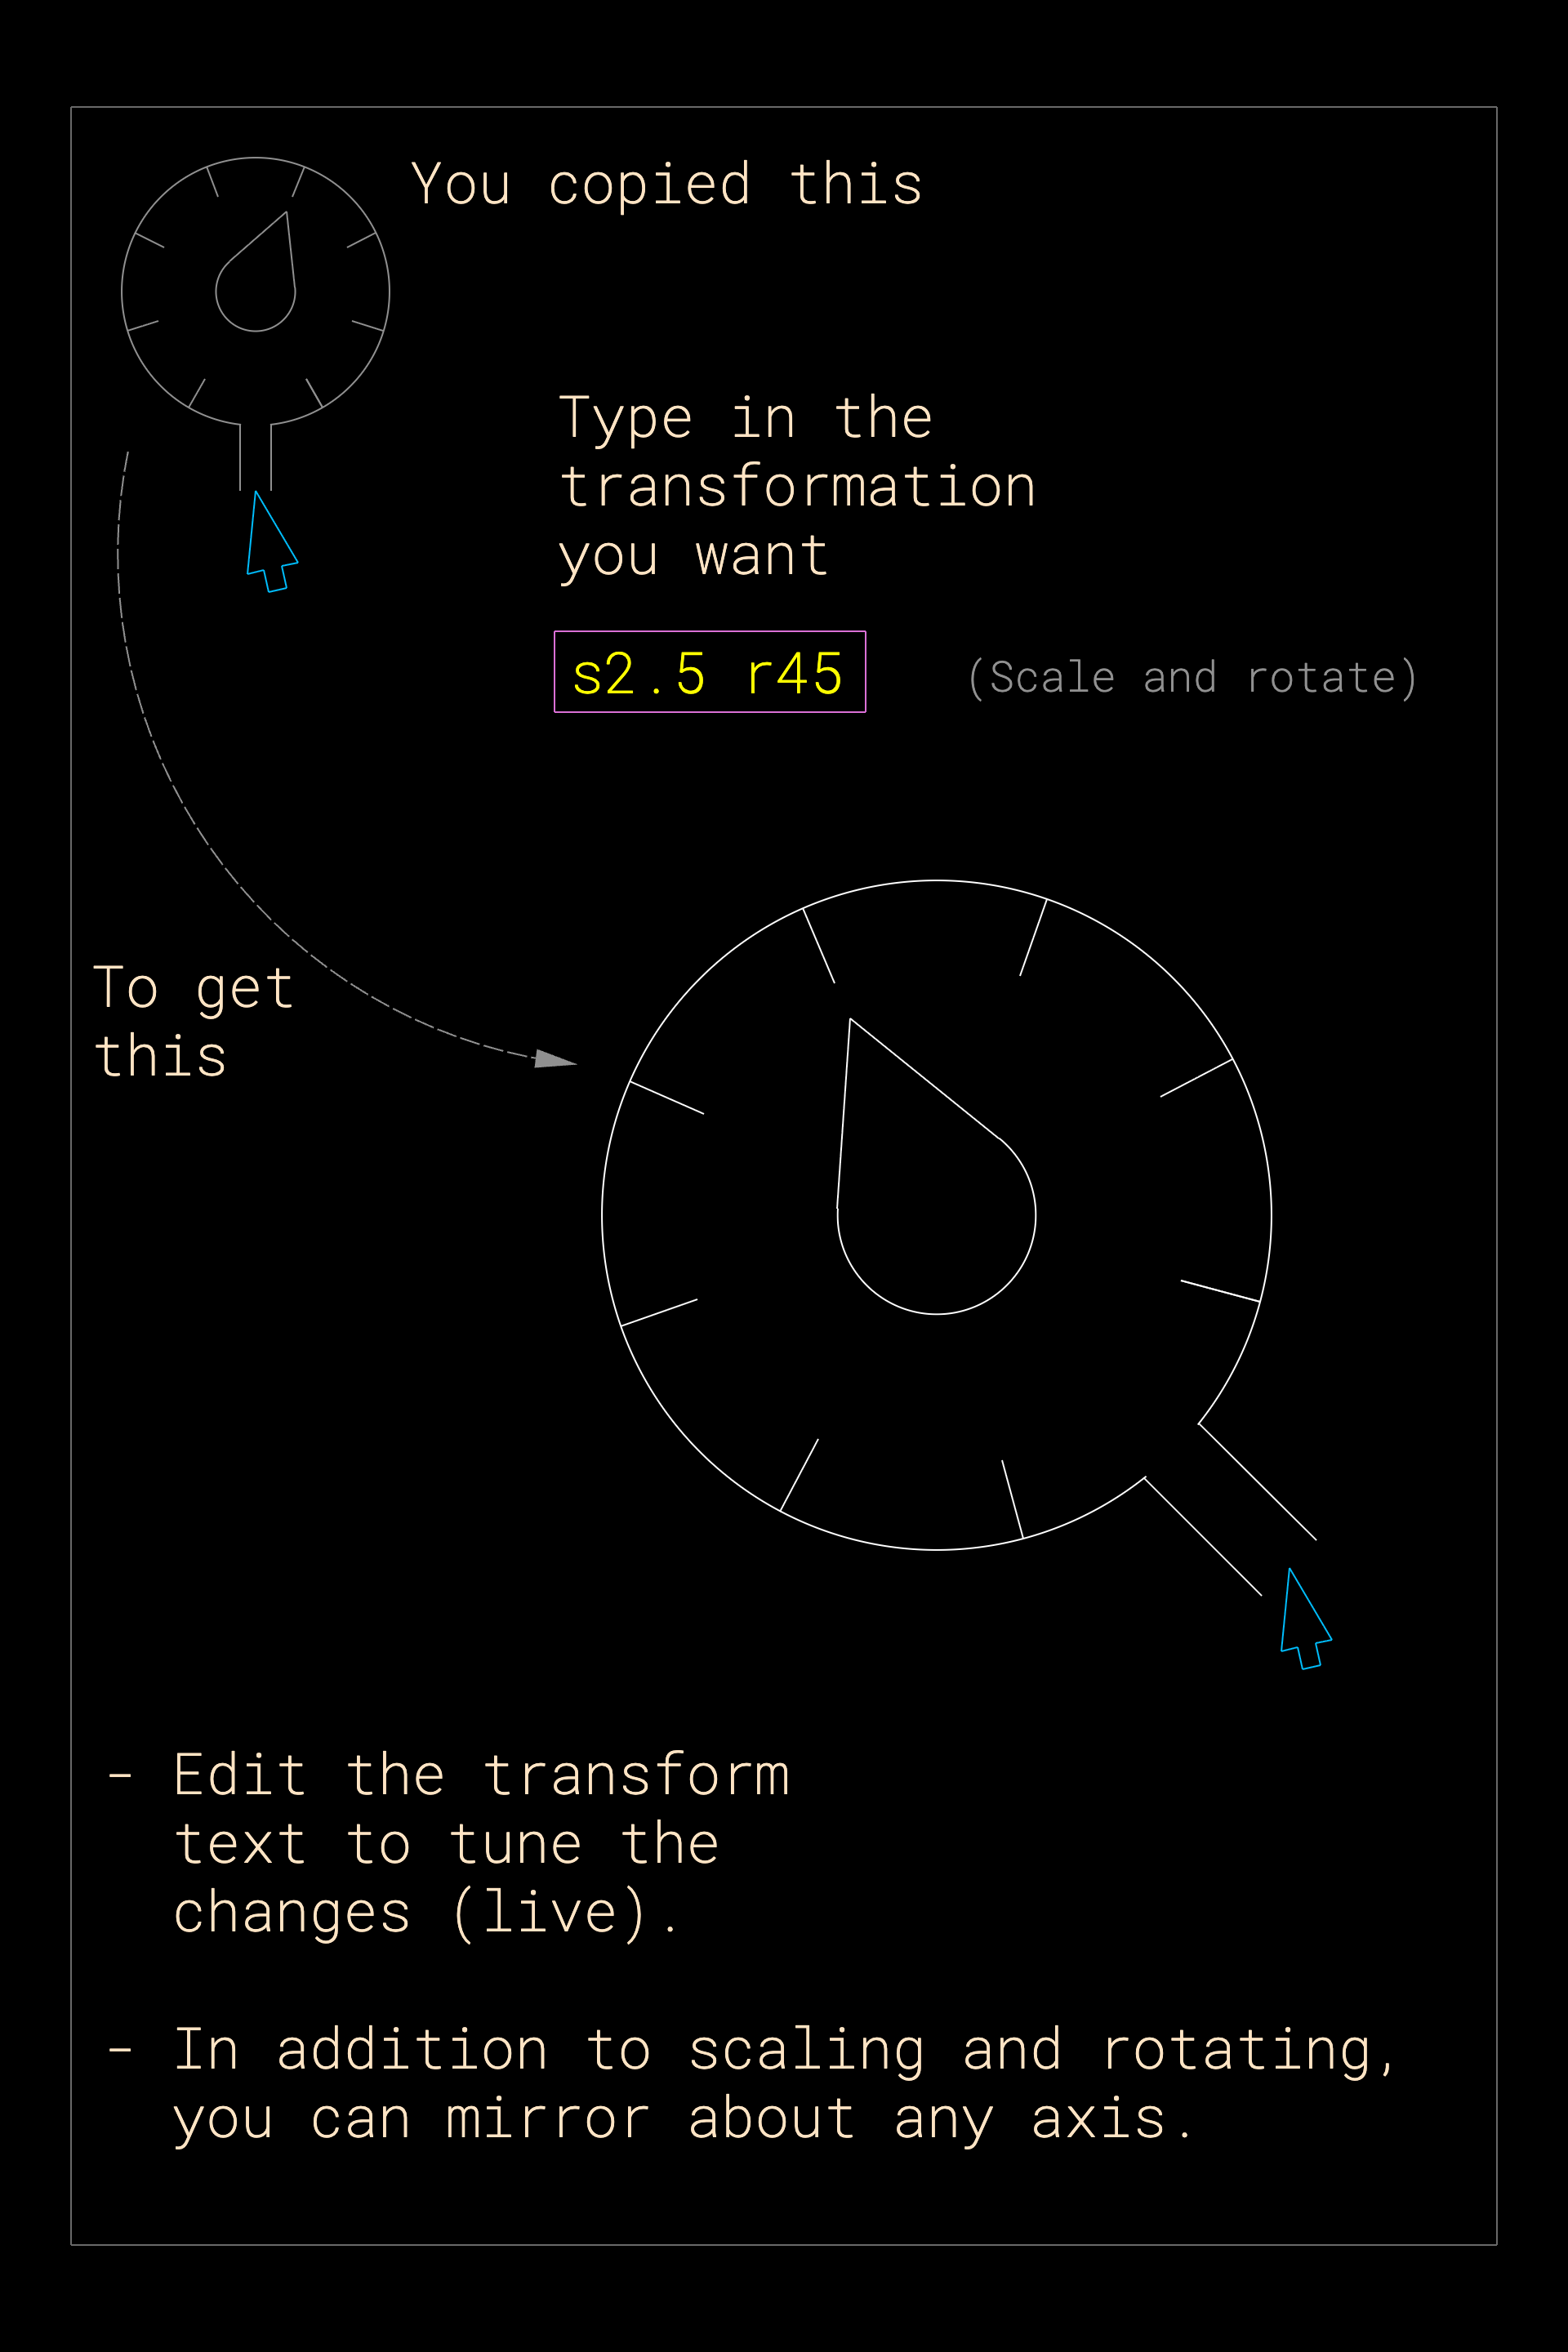 You copied this
Type in the
transformation
you want
s2.5 r45
(Scale and rotate)
To get
this
- Edit the transform
text to tune the
changes (live).
- In addition to scaling and rotating,
you can mirror about any axis.